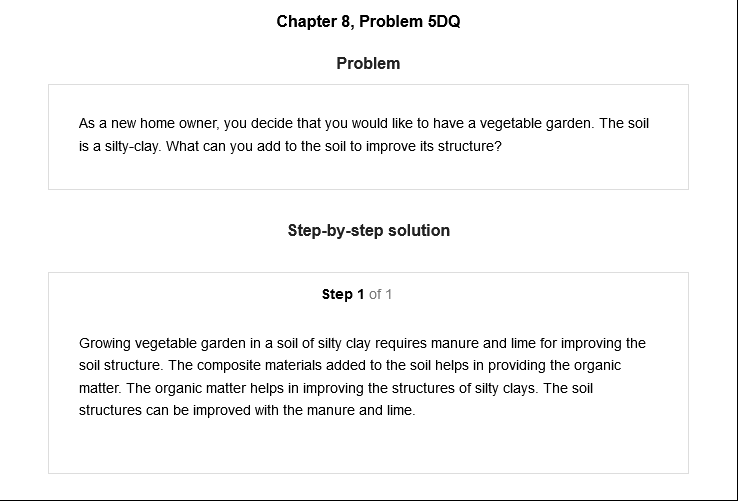 Chapter 8, Problem 5DQ
Problem
As a new home owner, you decide that you would like to have a vegetable garden. The soil
is a silty-clay. What can you add to the soil to improve its structure?
Step-by-step solution
Step 1 of 1
Growing vegetable garden in a soil of silty clay requires manure and lime for improving the
soil structure. The composite materials added to the soil helps in providing the organic
matter. The organic matter helps in improving the structures of silty clays. The soil
structures can be improved with the manure and lime.